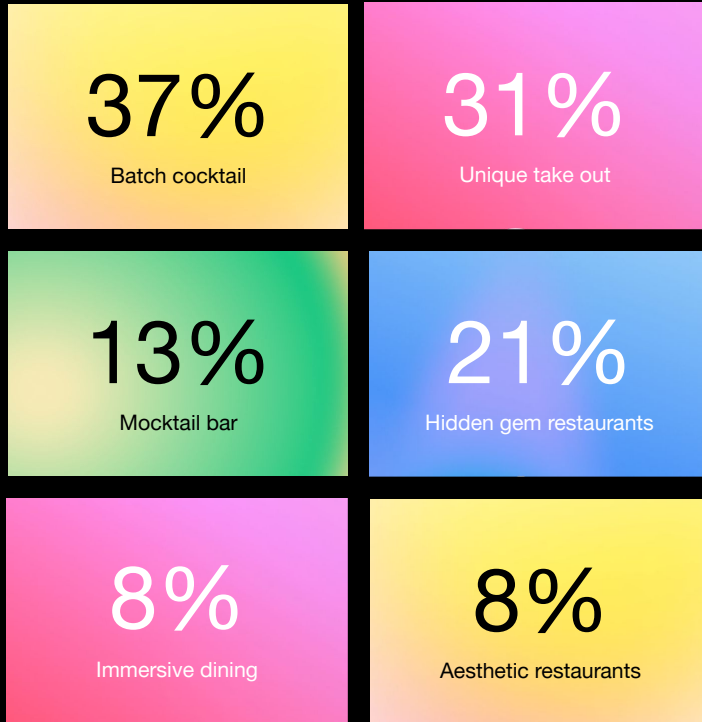 37%
Batch cocktail
31%
Unique take out
13%
Mocktail bar
21%
Hidden gem restaurants
8%
Immersive dining
8%
Aesthetic restaurants